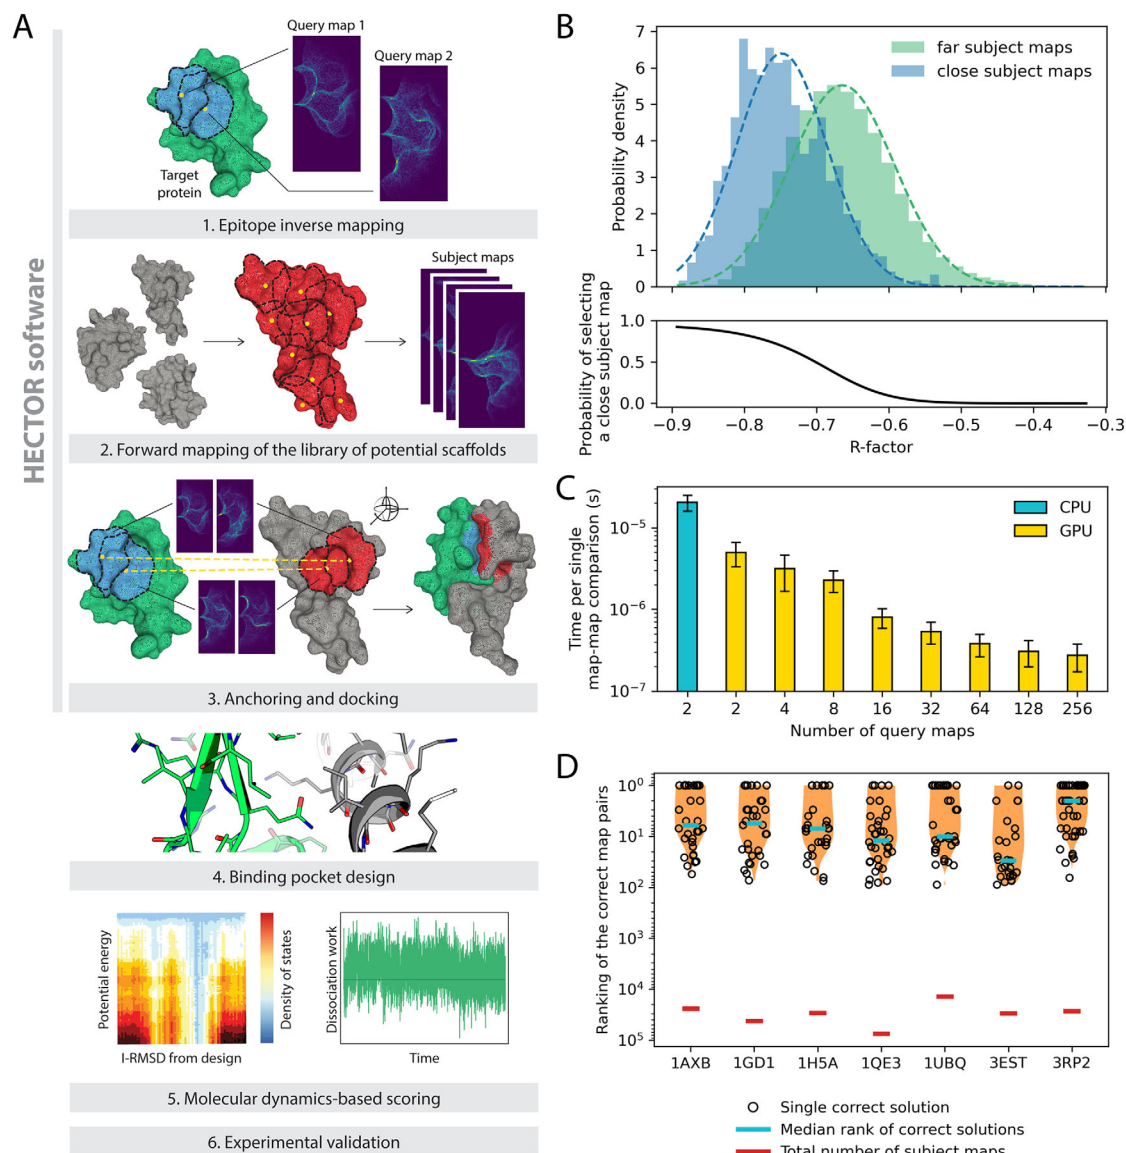 A
HECTOR software
Query map 1
Query map 2
Target
protein
1. Epitope inverse mapping
Subject maps
2. Forward mapping of the library of potential scaffolds
3. Anchoring and docking
4. Binding pocket design
Potential energy
I-RMSD from design
Density of states
Dissociation work
Time
5. Molecular dynamics-based scoring
6. Experimental validation
B
far subject maps
close subject maps
Probability density
7
6
5
4
3
2
1
0
Probability of selecting
a close subject map
1.0
0.5
0.0
−0.9 −0.8 −0.7 −0.6 −0.5 −0.4 −0.3
R-factor
C
CPU
GPU
Time per single
map-map comparison (s)
10⁻⁵
10⁻⁶
10⁻⁷
2 2 4 8 16 32 64 128 256
Number of query maps
D
Ranking of the correct map pairs
10⁰
10¹
10²
10³
10⁴
10⁵
1AXB 1GD1 1H5A 1QE3 1UBQ 3EST 3RP2
Single correct solution
Median rank of correct solutions
Total number of subject maps